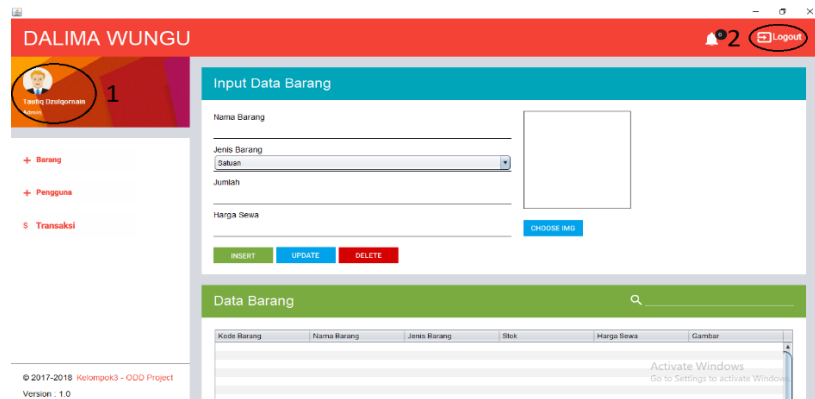 DALIMA WUNGU
2
Logout
Taufiq Dzulqornain
Admin
1
+ Barang
+ Pengguna
$ Transaksi
Input Data Barang
Nama Barang
Jenis Barang
Satuan
Jumlah
Harga Sewa
CHOOSE IMG
INSERT UPDATE DELETE
Data Barang
Kode Barang Nama Barang Jenis Barang Stok Harga Sewa Gambar
Activate Windows
Go to Settings to activate Windows
© 2017-2018 Kelompok3 - ODD Project
Version : 1.0